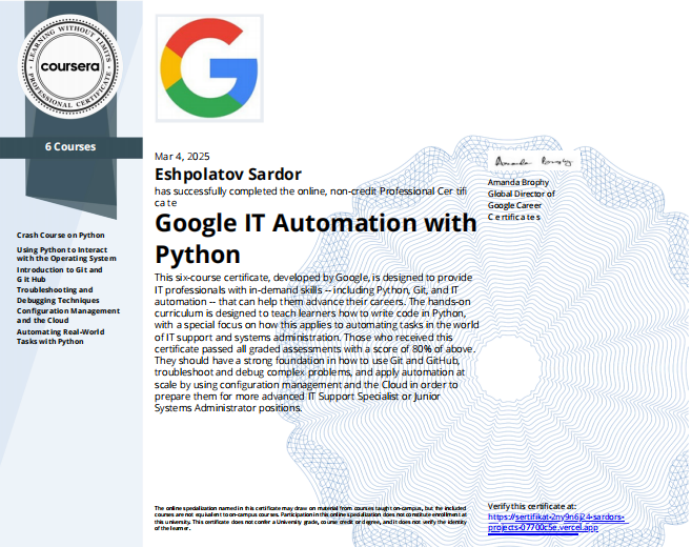 LEARNING WITHOUT LIMITS
coursera
PROFESSIONAL CERTIFICATE
6 Courses
Crash Course on Python
Using Python to Interact
with the Operating System
Introduction to Git and
Git Hub
Troubleshooting and
Debugging Techniques
Configuration Management
and the Cloud
Automating Real-World
Tasks with Python
G
Mar 4, 2025
Eshpolatov Sardor
has successfully completed the online, non-credit Professional Cer tifi
ca te
Google IT Automation with
Python
This six-course certificate, developed by Google, is designed to provide
IT professionals with in-demand skills -- including Python, Git, and IT
automation -- that can help them advance their careers. The hands-on
curriculum is designed to teach learners how to write code in Python,
with a special focus on how this applies to automating tasks in the world
of IT support and systems administration. Those who received this
certificate passed all graded assessments with a score of 80% of above.
They should have a strong foundation in how to use Git and GitHub,
troubleshoot and debug complex problems, and apply automation at
scale by using configuration management and the Cloud in order to
prepare them for more advanced IT Support Specialist or Junior
Systems Administrator positions.
Amanda Brophy
Amanda Brophy
Global Director of
Google Career
Certificates
The online specialization named in this certificate may draw on material from courses taught on-campus, but the included
courses are not equivalent to on-campus courses. Participation in this online specialization does not constitute enrollment at
this university. This certificate does not confer a University grade, course credit or degree, and it does not verify the identity
of the learner.
Verify this certificate at:
https://sertifikat-2ny9n6i24-sardors-
projects-07700c5e.vercel.app